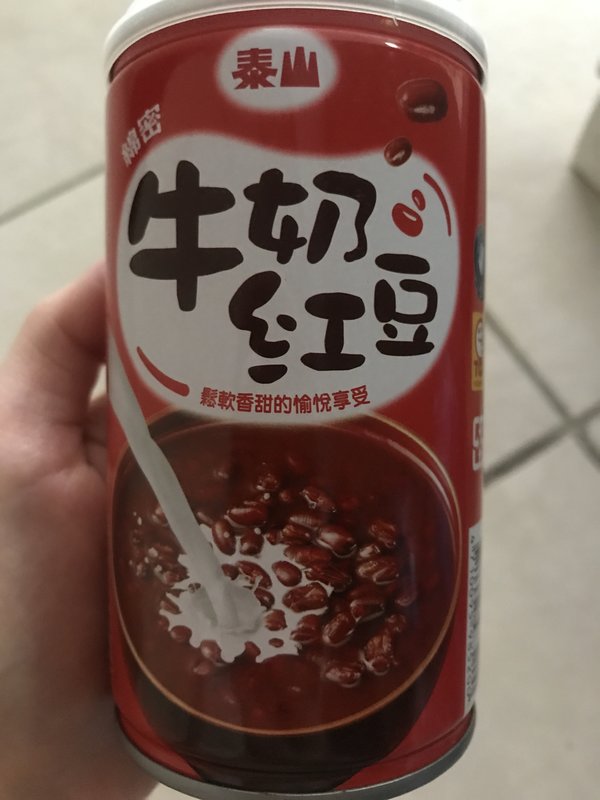 泰山
綿密
牛奶
紅豆
鬆軟香甜的愉悅享受